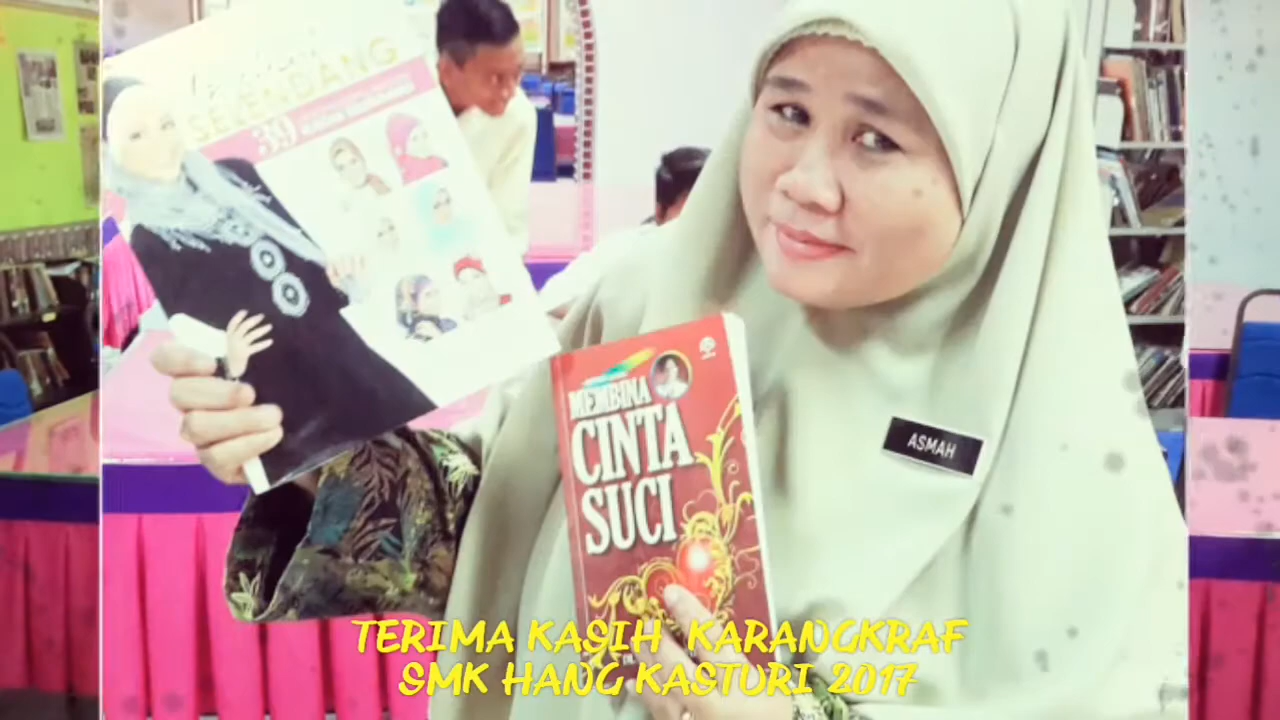 SELENDANG
39
MEMBINA
CINTA
SUCI
ASMAH
TERIMA KASIH KARANGKRAF
SMK HANG KASTURI 2017